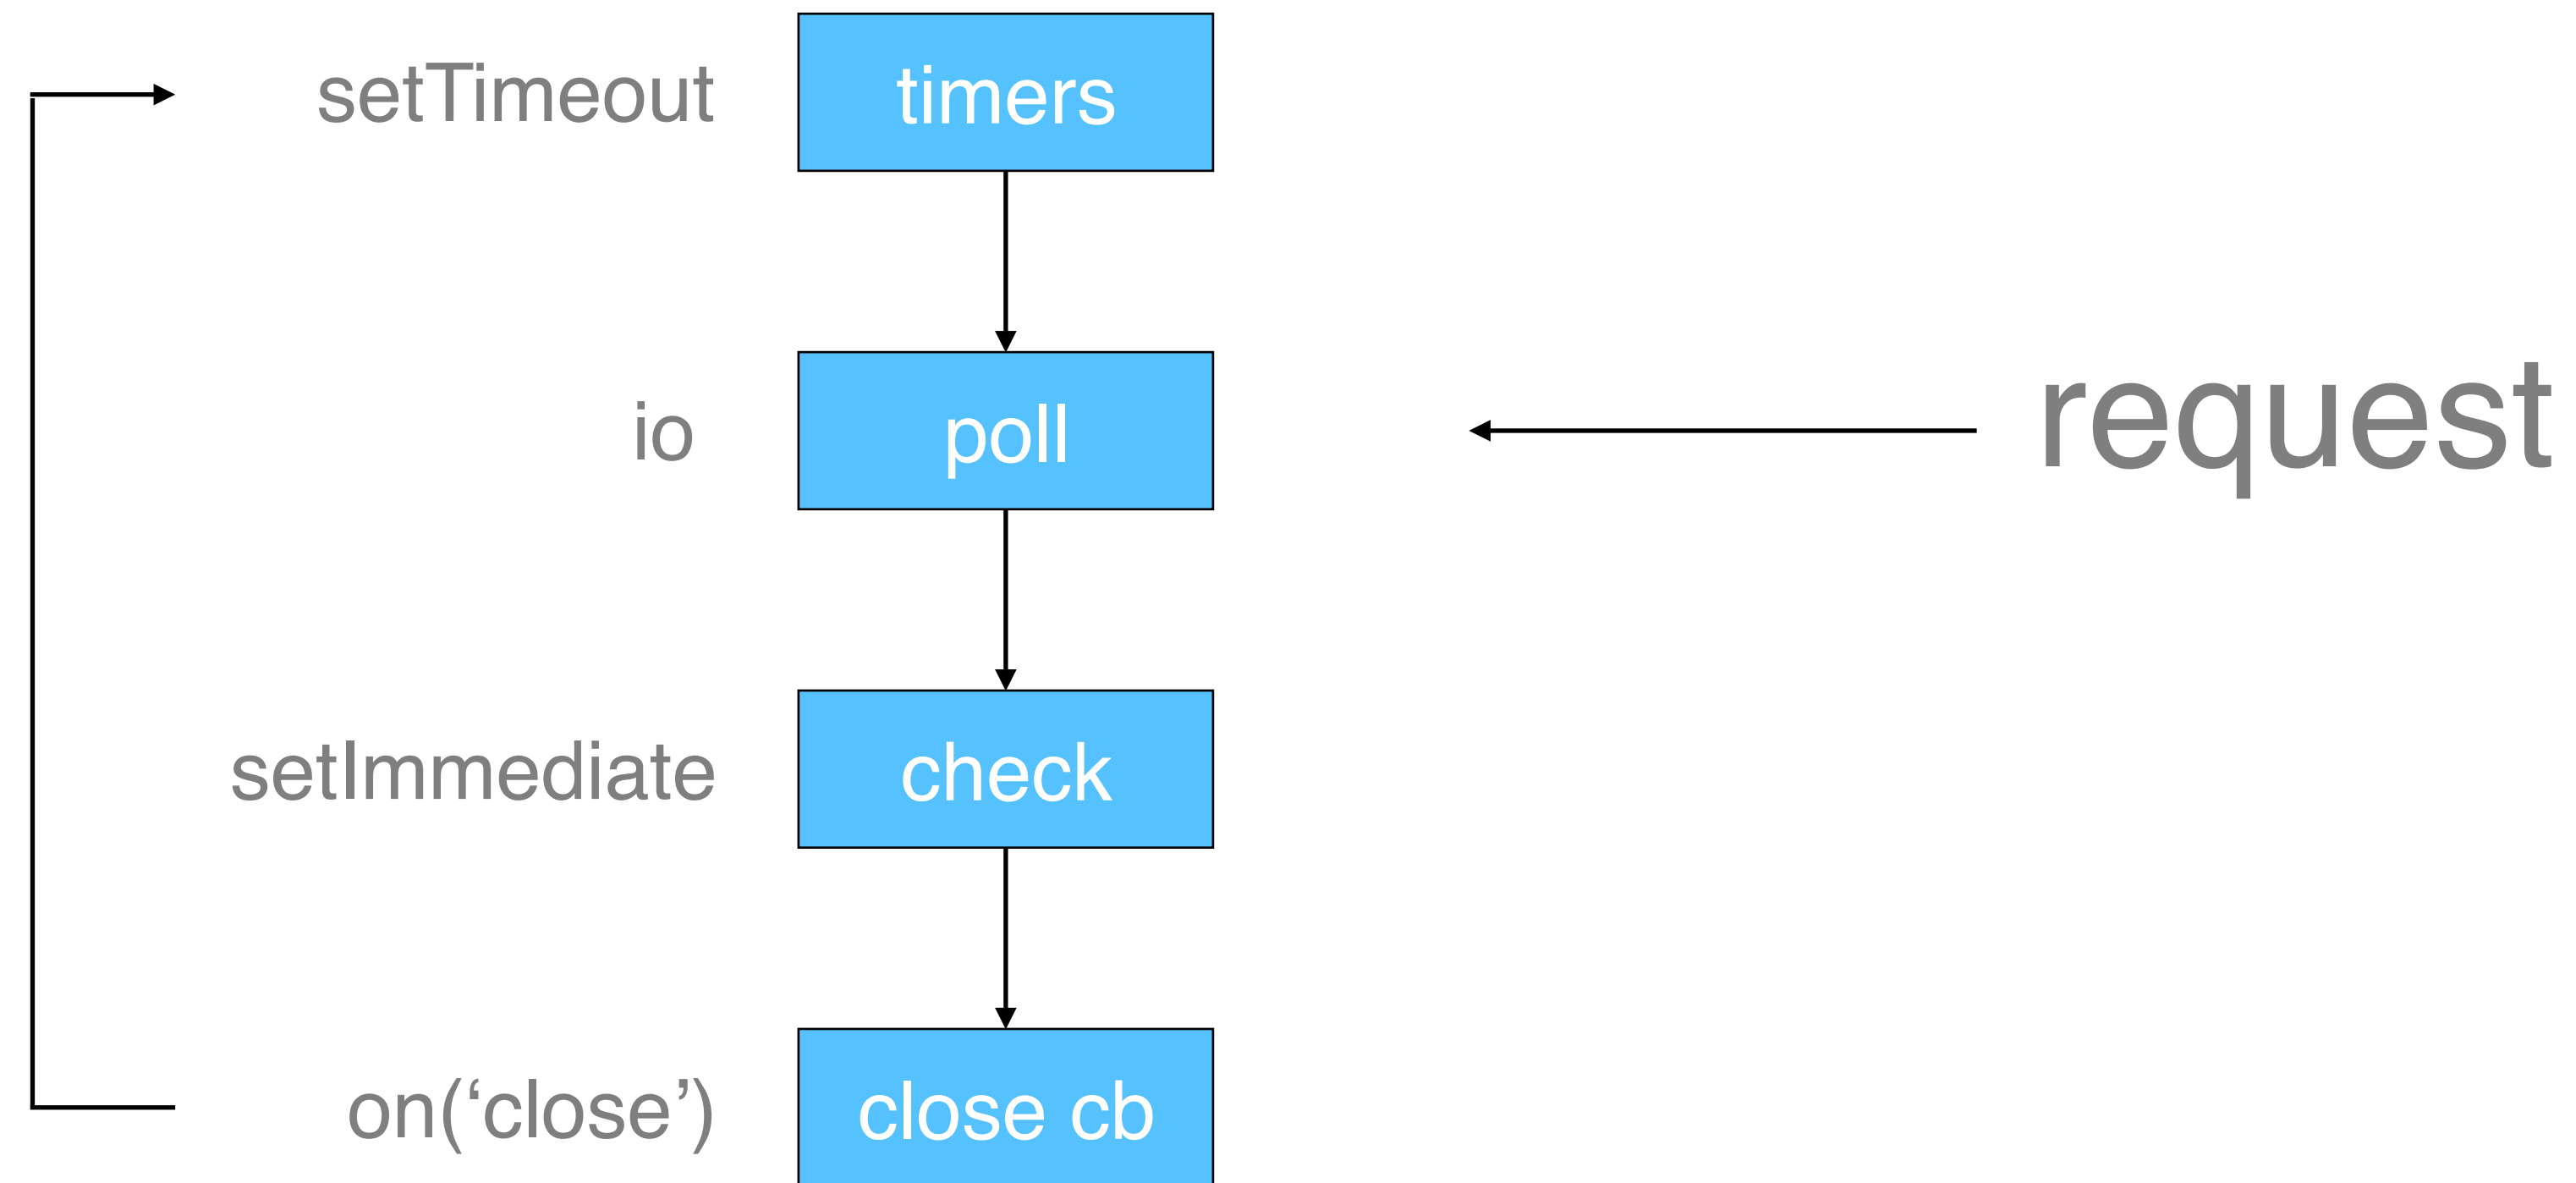 setTimeout timers
io poll request
setImmediate check
on(‘close’) close cb